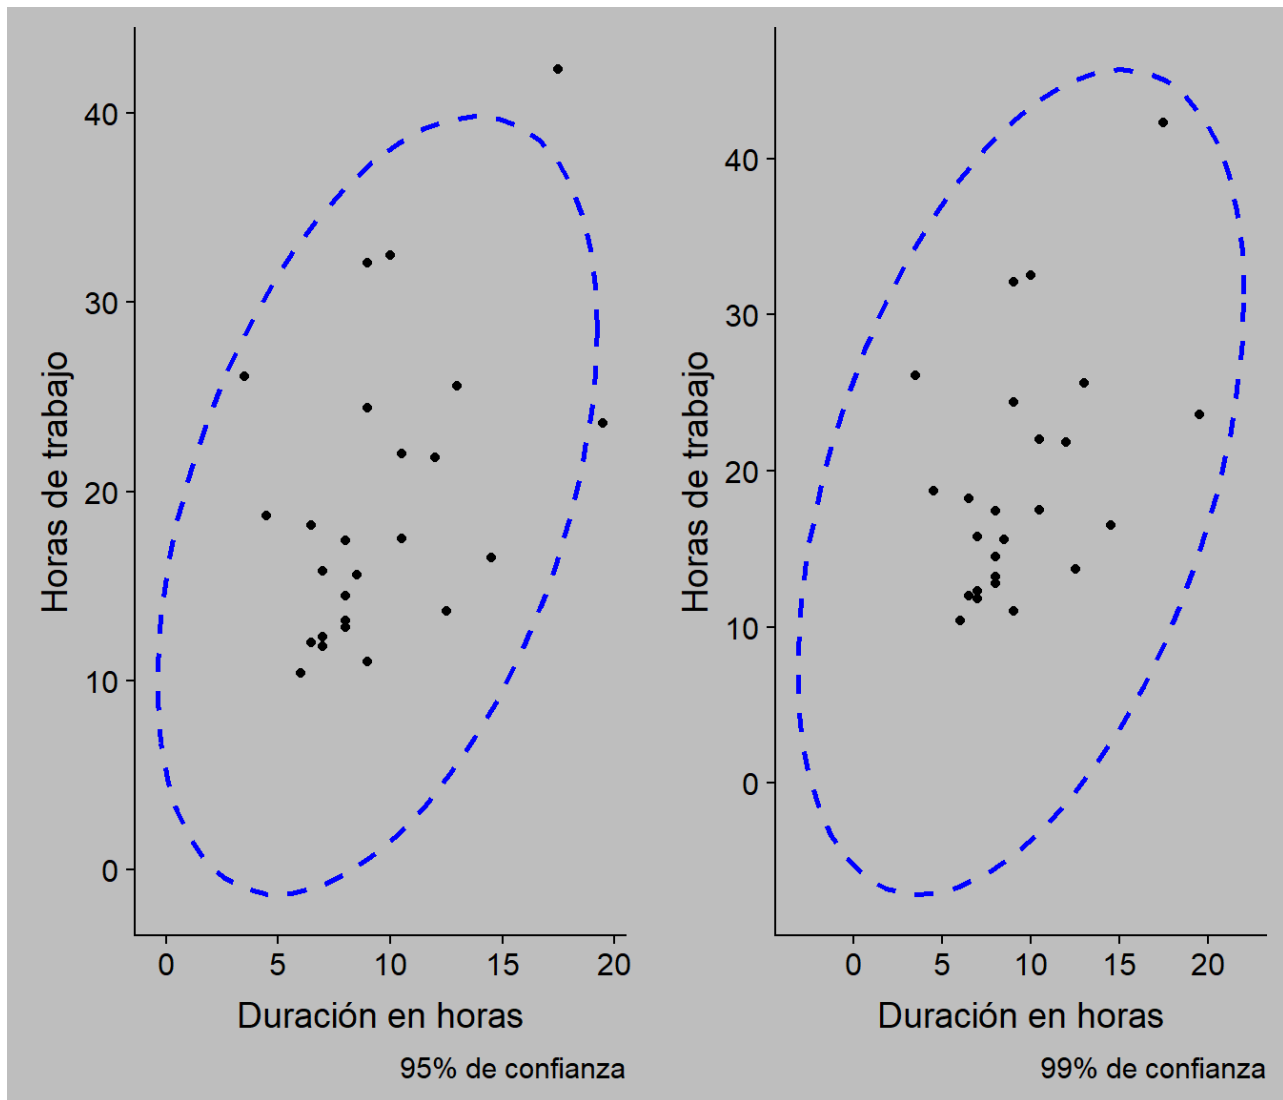 40
30
20
10
0
Horas de trabajo
0 5 10 15 20
Duración en horas
95% de confianza
40
30
20
10
0
Horas de trabajo
0 5 10 15 20
Duración en horas
99% de confianza